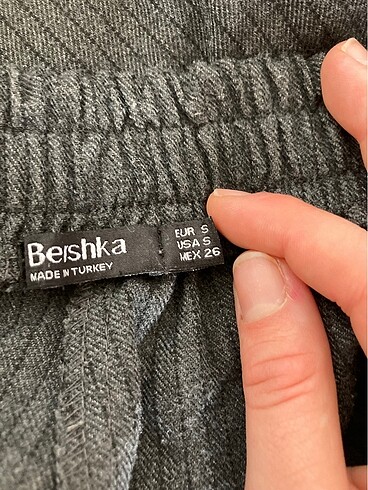 Bershka
MADE IN TURKEY
EUR S
USA S
MEX 26